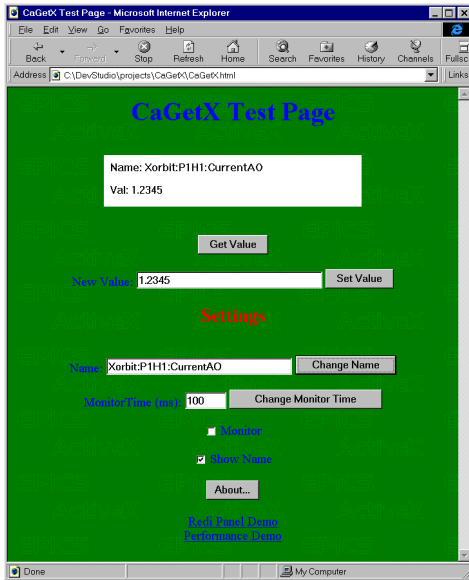 CaGetX Test Page - Microsoft Internet Explorer
File Edit View Go Favorites Help
Back Forward Stop Refresh Home Search Favorites History Channels Fullsc
Address C:\DevStudio\projects\CaGetX\CaGetX.html Links
CaGetX Test Page
Name: Xorbit:P1H1:CurrentAO
Val: 1.2345
Get Value
New Value: 1.2345 Set Value
Settings
Name: Xorbit:P1H1:CurrentAO Change Name
MonitorTime (ms): 100 Change Monitor Time
Monitor
Show Name
About...
Redi Panel Demo
Performance Demo
Done My Computer